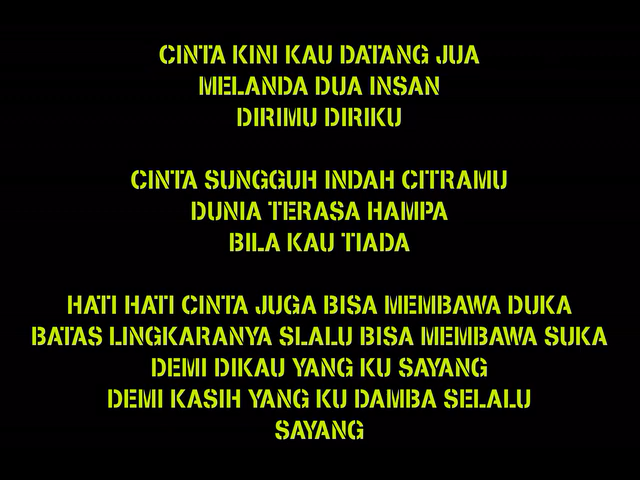 CINTA KINI KAU DATANG JUA
MELANDA DUA INSAN
DIRIMU DIRIKU
CINTA SUNGGUH INDAH CITRAMU
DUNIA TERASA HAMPA
BILA KAU TIADA
HATI HATI CINTA JUGA BISA MEMBAWA DUKA
BATAS LINGKARANYA SLALU BISA MEMBAWA SUKA
DEMI DIKAU YANG KU SAYANG
DEMI KASIH YANG KU DAMBA SELALU
SAYANG